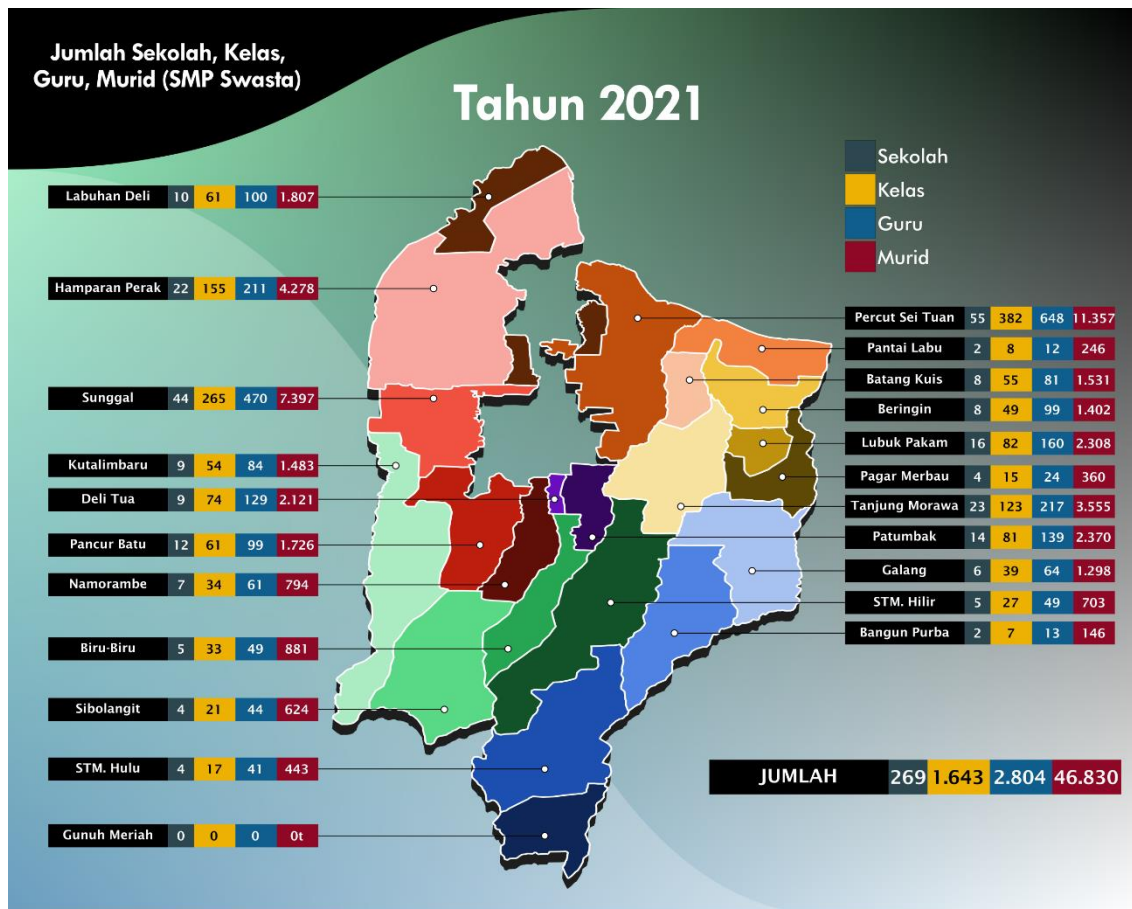 Jumlah Sekolah, Kelas,
Guru, Murid (SMP Swasta)
Tahun 2021
Sekolah
Kelas
Guru
Murid
Labuhan Deli 10 61 100 1.807
Hamparan Perak 22 155 211 4.278
Sunggal 44 265 470 7.397
Kutalimbaru 9 54 84 1.483
Deli Tua 9 74 129 2.121
Pancur Batu 12 61 99 1.726
Namorambe 7 34 61 794
Biru-Biru 5 33 49 881
Sibolangit 4 21 44 624
STM. Hulu 4 17 41 443
Gunuh Meriah 0 0 0 0t
Percut Sei Tuan 55 382 648 11.357
Pantai Labu 2 8 12 246
Batang Kuis 8 55 81 1.531
Beringin 8 49 99 1.402
Lubuk Pakam 16 82 160 2.308
Pagar Merbau 4 15 24 360
Tanjung Morawa 23 123 217 3.555
Patumbak 14 81 139 2.370
Galang 6 39 64 1.298
STM. Hilir 5 27 49 703
Bangun Purba 2 7 13 146
JUMLAH 269 1.643 2.804 46.830